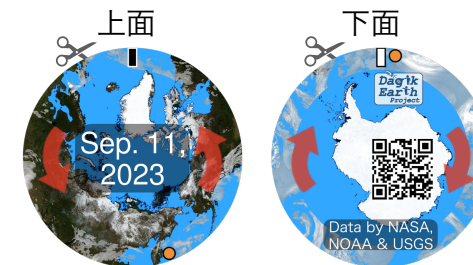 上面
下面
Sep. 11,
2023
Dagik
Earth
Project
Data by NASA,
NOAA & USGS